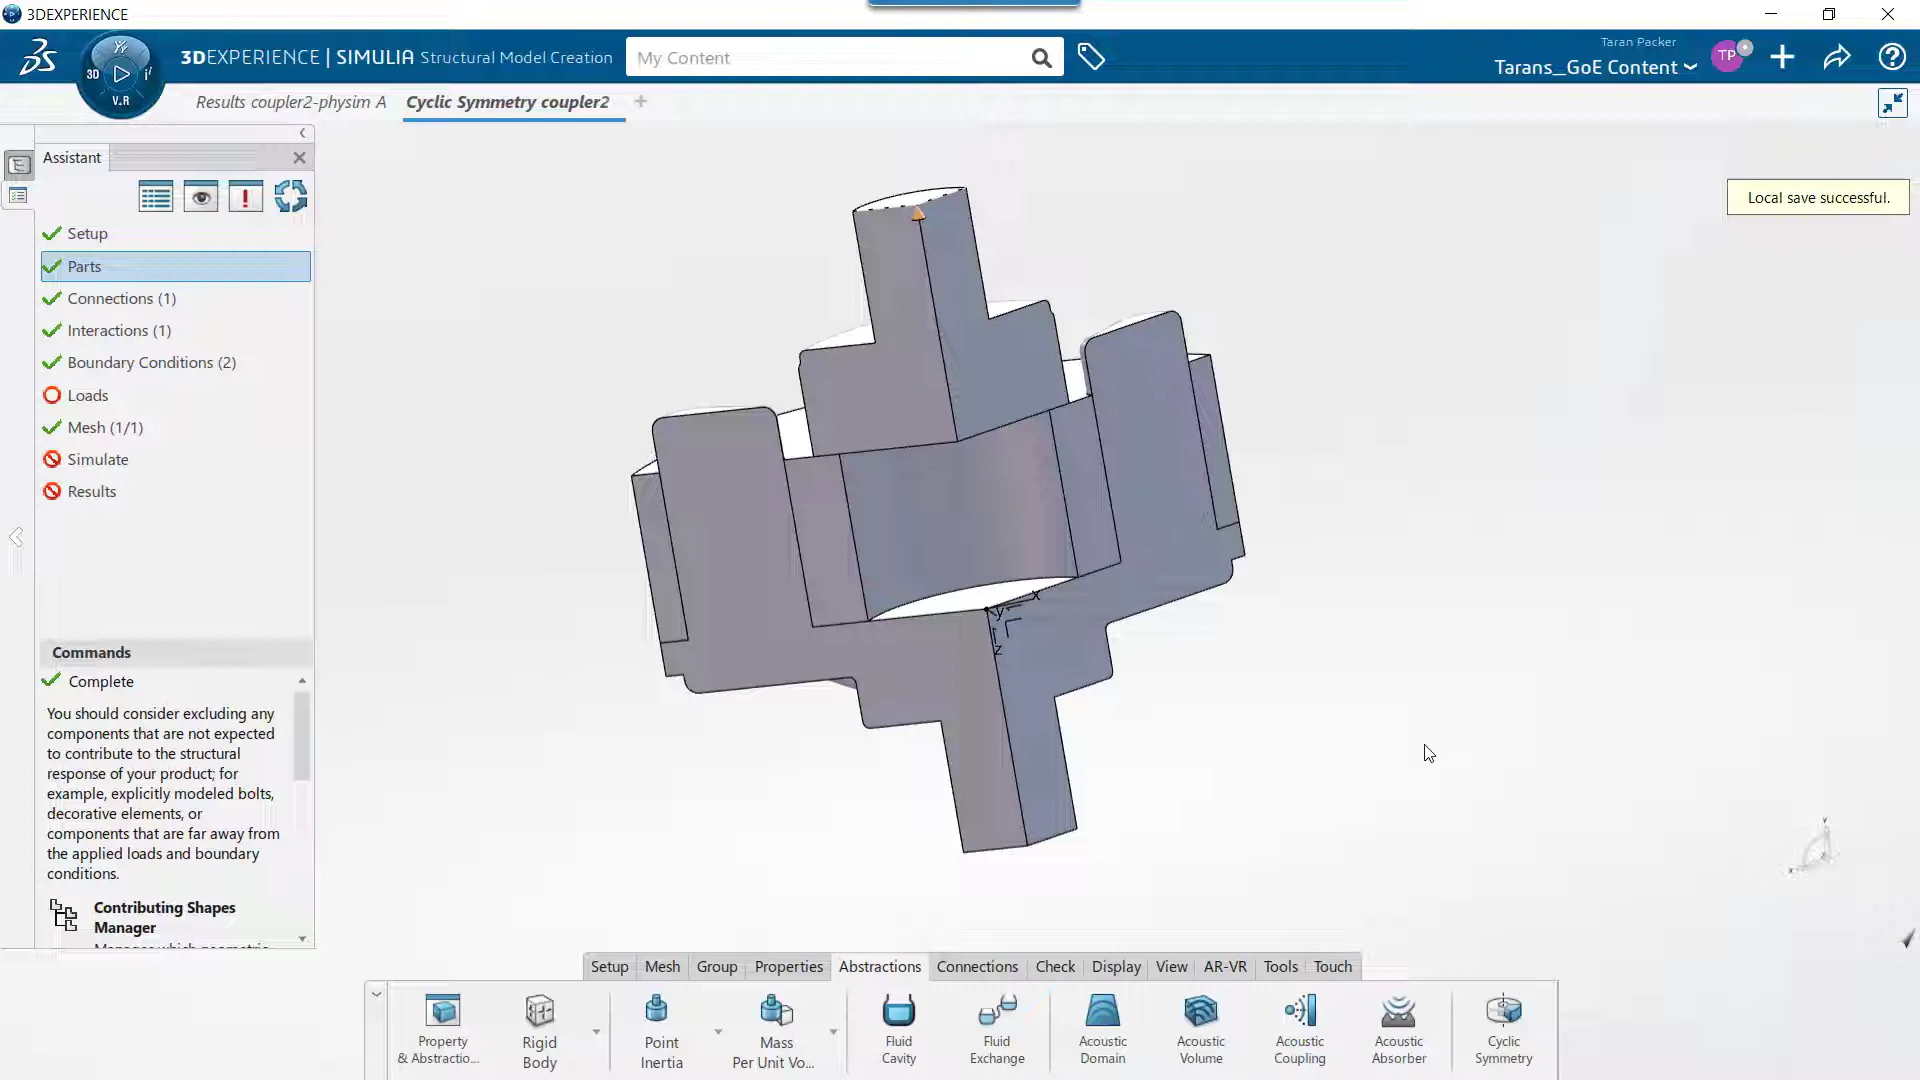 3DEXPERIENCE
3DEXPERIENCE | SIMULIA Structural Model Creation
My Content
Taran Packer
Tarans_GoE Content
TP
3D
V.R
Results coupler2-physim A
Cyclic Symmetry coupler2
Assistant
Setup
Parts
Connections (1)
Interactions (1)
Boundary Conditions (2)
Loads
Mesh (1/1)
Simulate
Results
Local save successful.
x
y
z
Commands
Complete
You should consider excluding any
components that are not expected
to contribute to the structural
response of your product; for
example, explicitly modeled bolts,
decorative elements, or
components that are far away from
the applied loads and boundary
conditions.
Contributing Shapes
Manager
Setup
Mesh
Group
Properties
Abstractions
Connections
Check
Display
View
AR-VR
Tools
Touch
Property
& Abstractio...
Rigid
Body
Point
Inertia
Mass
Per Unit Vo...
Fluid
Cavity
Fluid
Exchange
Acoustic
Domain
Acoustic
Volume
Acoustic
Coupling
Acoustic
Absorber
Cyclic
Symmetry